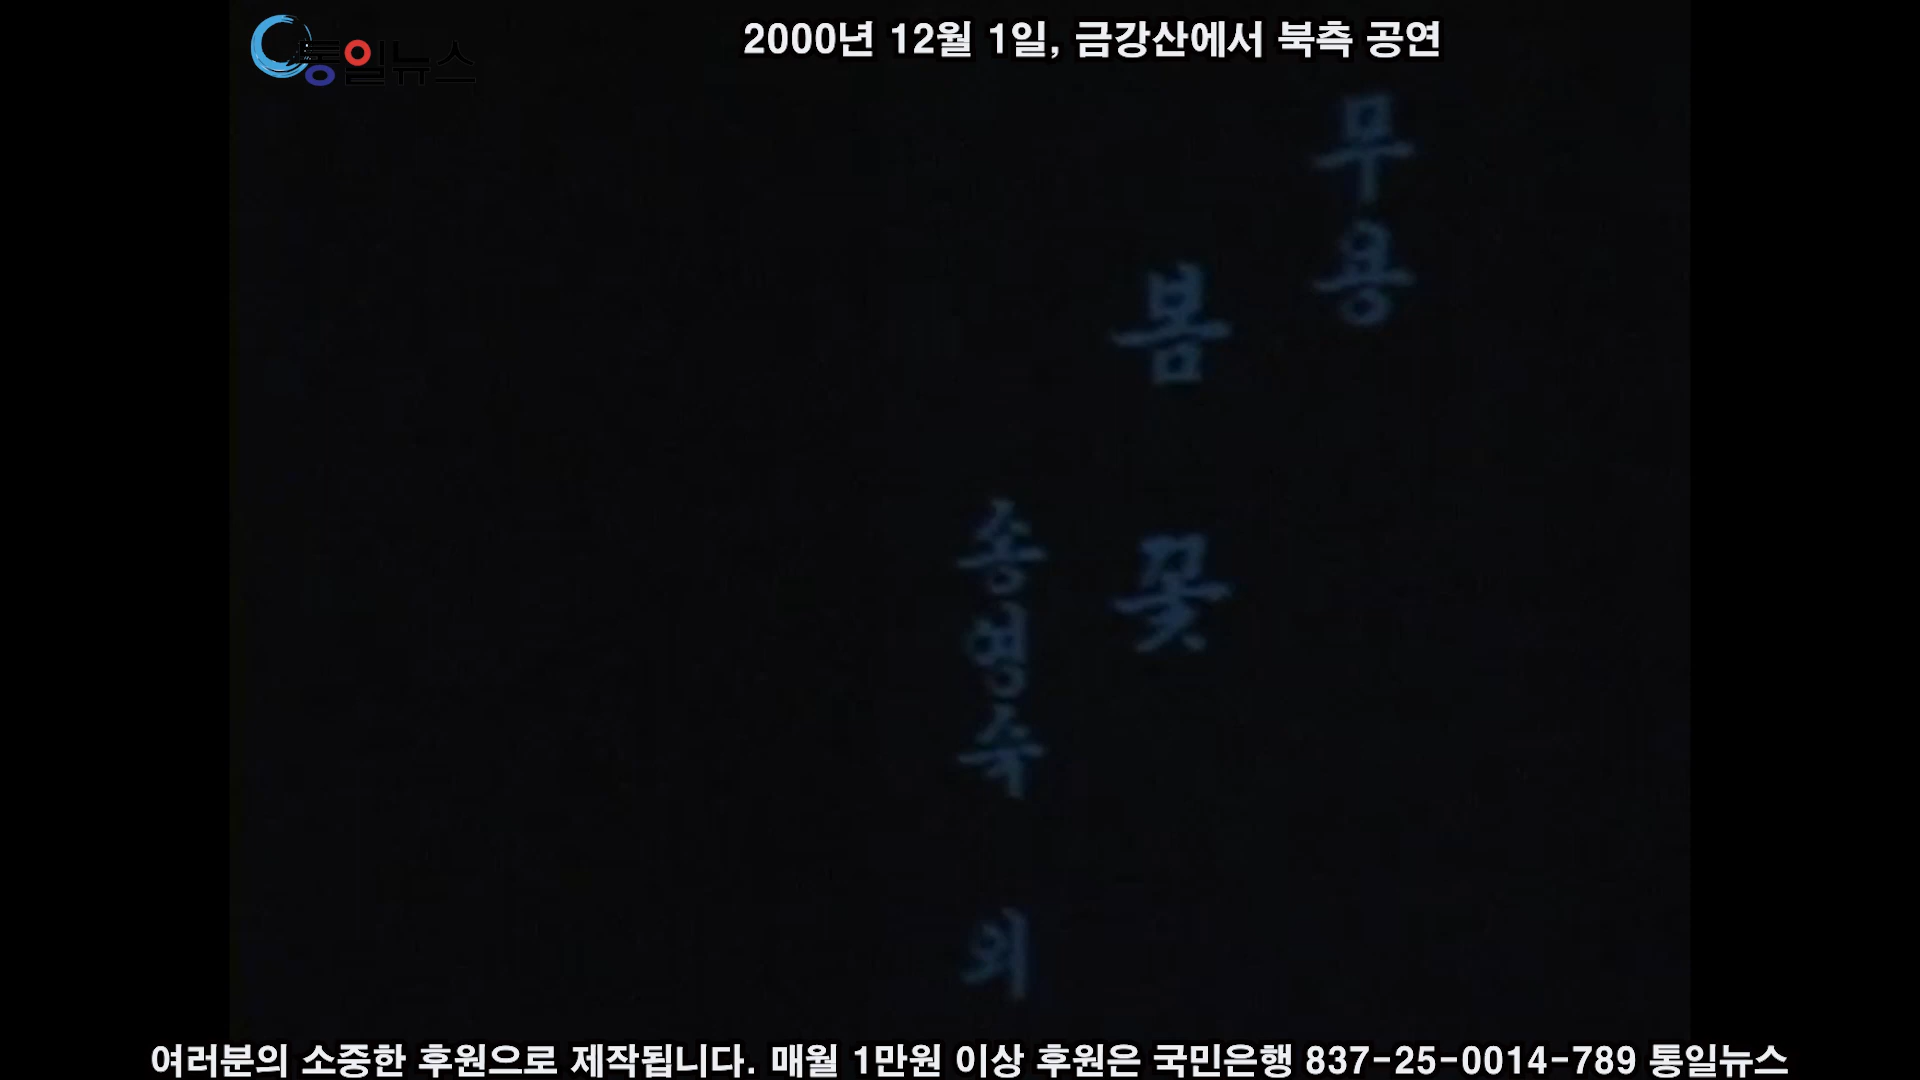 통일뉴스
2000년 12월 1일, 금강산에서 북측 공연
무용
봄 꽃
송영숙 외
여러분의 소중한 후원으로 제작됩니다. 매월 1만원 이상 후원은 국민은행 837-25-0014-789 통일뉴스